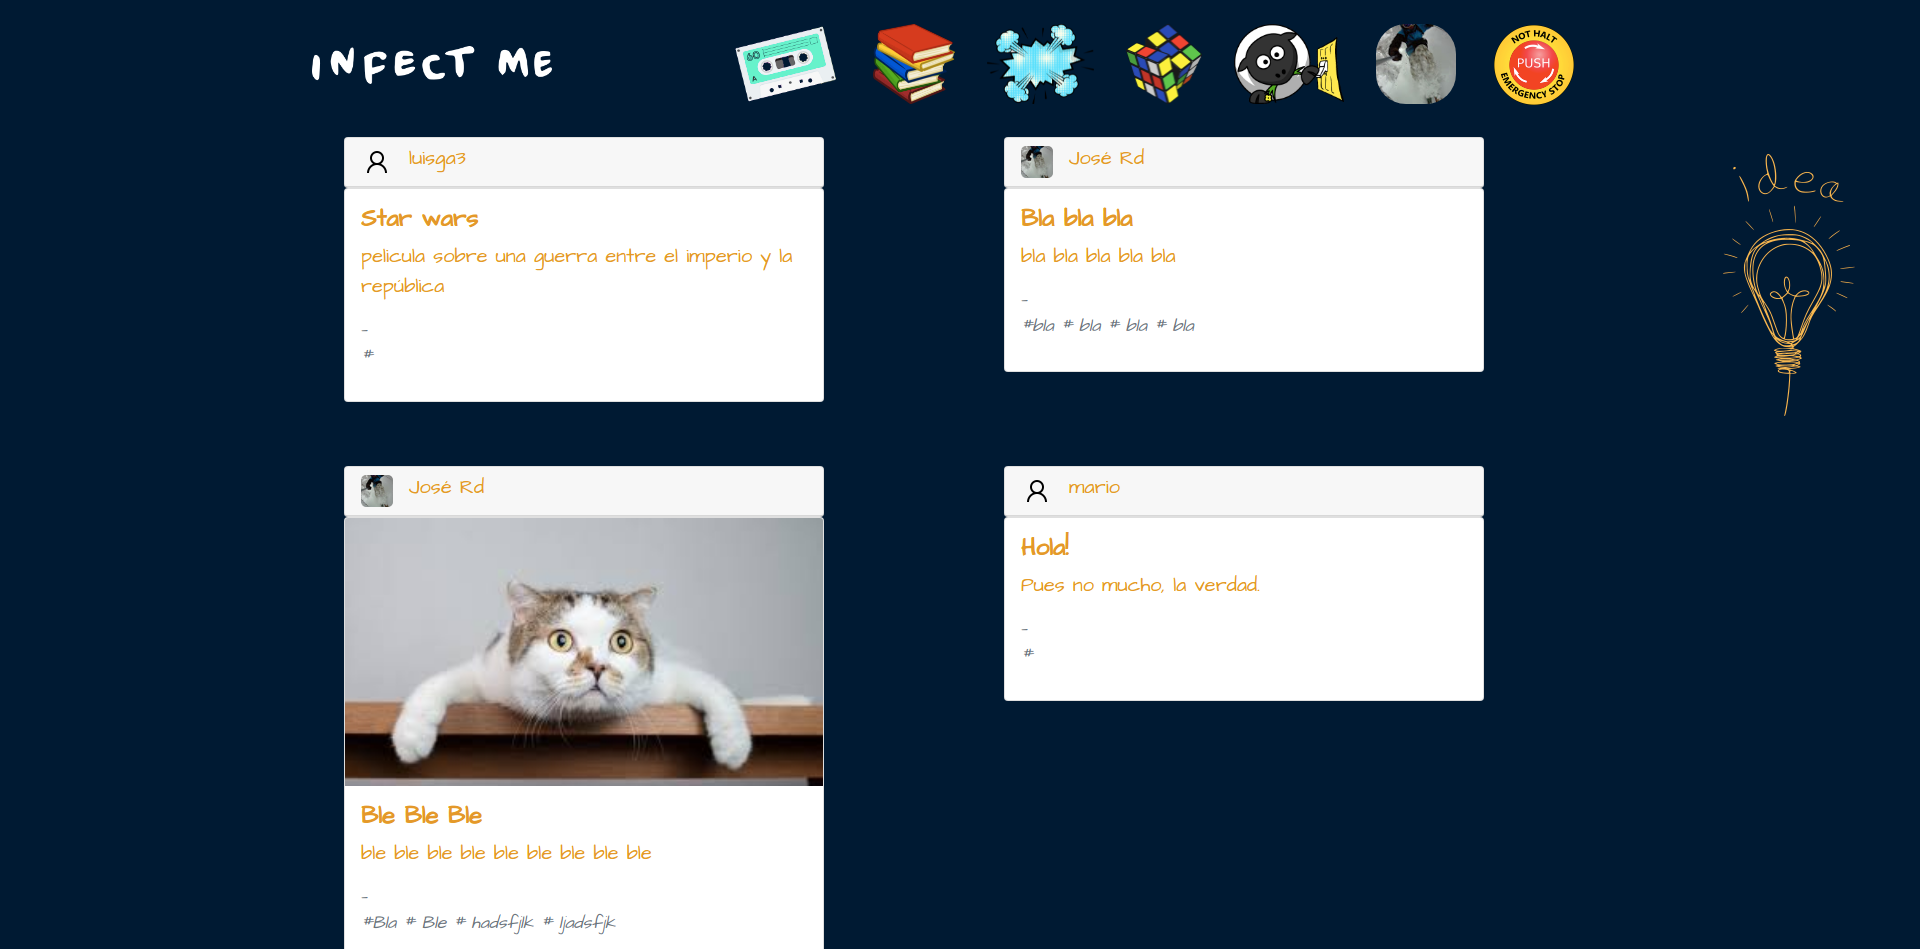 INFECT ME
A
NOT HALT
PUSH
EMERGENCY STOP
luisga3
Star wars
pelicula sobre una guerra entre el imperio y la
república
-
#
José Rd
Bla bla bla
bla bla bla bla bla
-
#bla # bla # bla # bla
idea
José Rd
Ble Ble Ble
ble ble ble ble ble ble ble ble ble
-
#Bla # Ble # hadsfjlk # ljadsfjk
mario
Hola!
Pues no mucho, la verdad.
-
#